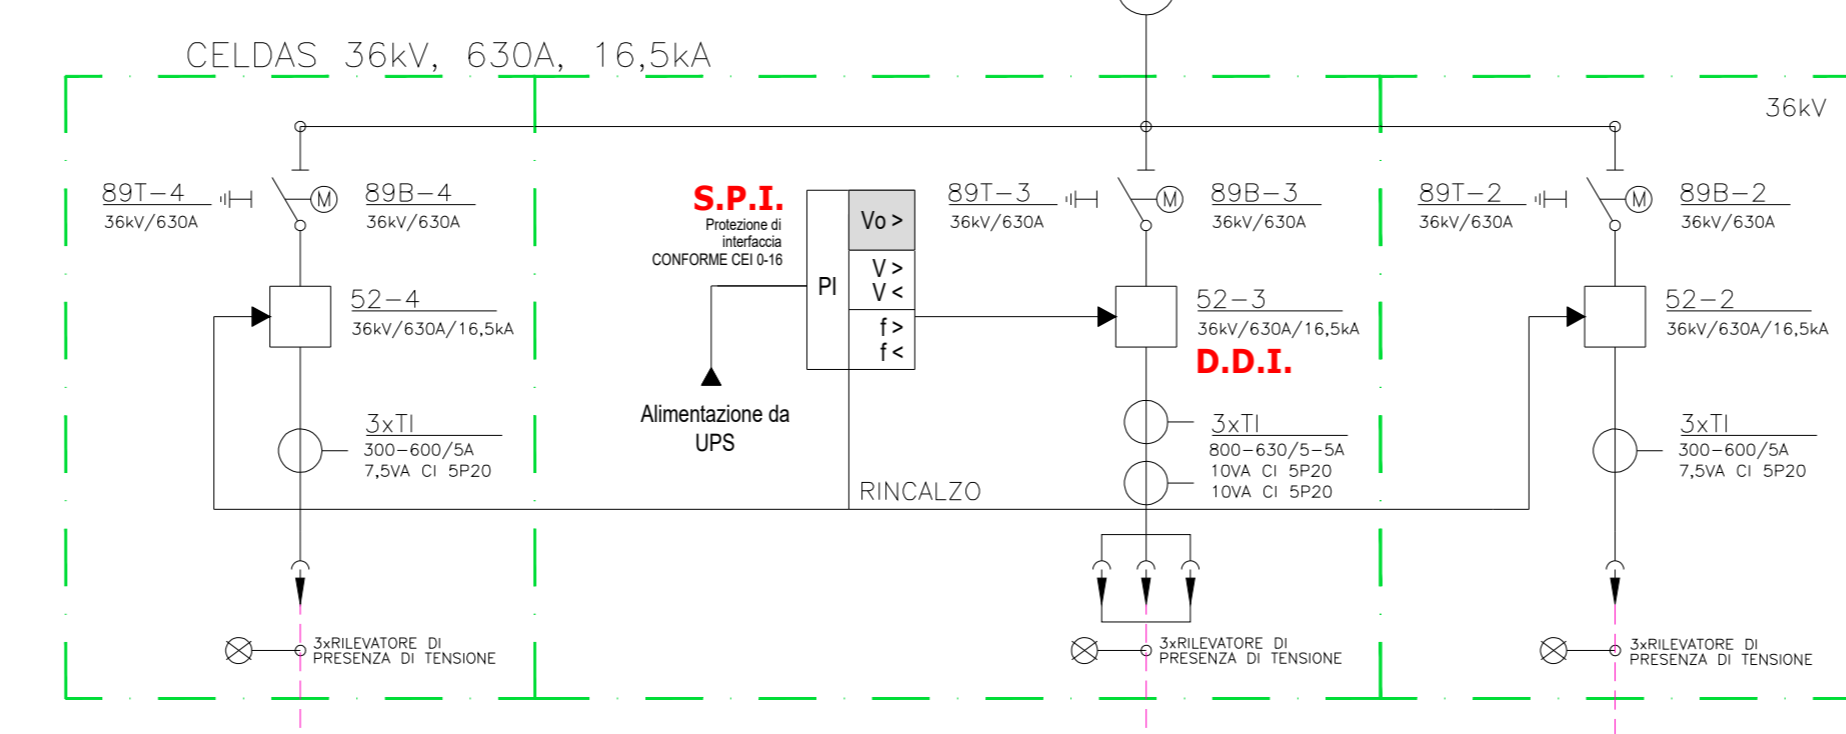 CELDAS 36kV, 630A, 16,5kA
36kV
89T-4
36kV/630A
M
89B-4
36kV/630A
52-4
36kV/630A/16,5kA
3xTI
300-600/5A
7,5VA CI 5P20
3xRILEVATORE DI
PRESENZA DI TENSIONE
S.P.I.
Protezione di
interfaccia
CONFORME CEI 0-16
PI
Vo >
V >
V <
f >
f <
Alimentazione da
UPS
RINCALZO
89T-3
36kV/630A
M
89B-3
36kV/630A
52-3
36kV/630A/16,5kA
D.D.I.
3xTI
800-630/5-5A
10VA CI 5P20
10VA CI 5P20
3xRILEVATORE DI
PRESENZA DI TENSIONE
89T-2
36kV/630A
M
89B-2
36kV/630A
52-2
36kV/630A/16,5kA
3xTI
300-600/5A
7,5VA CI 5P20
3xRILEVATORE DI
PRESENZA DI TENSIONE